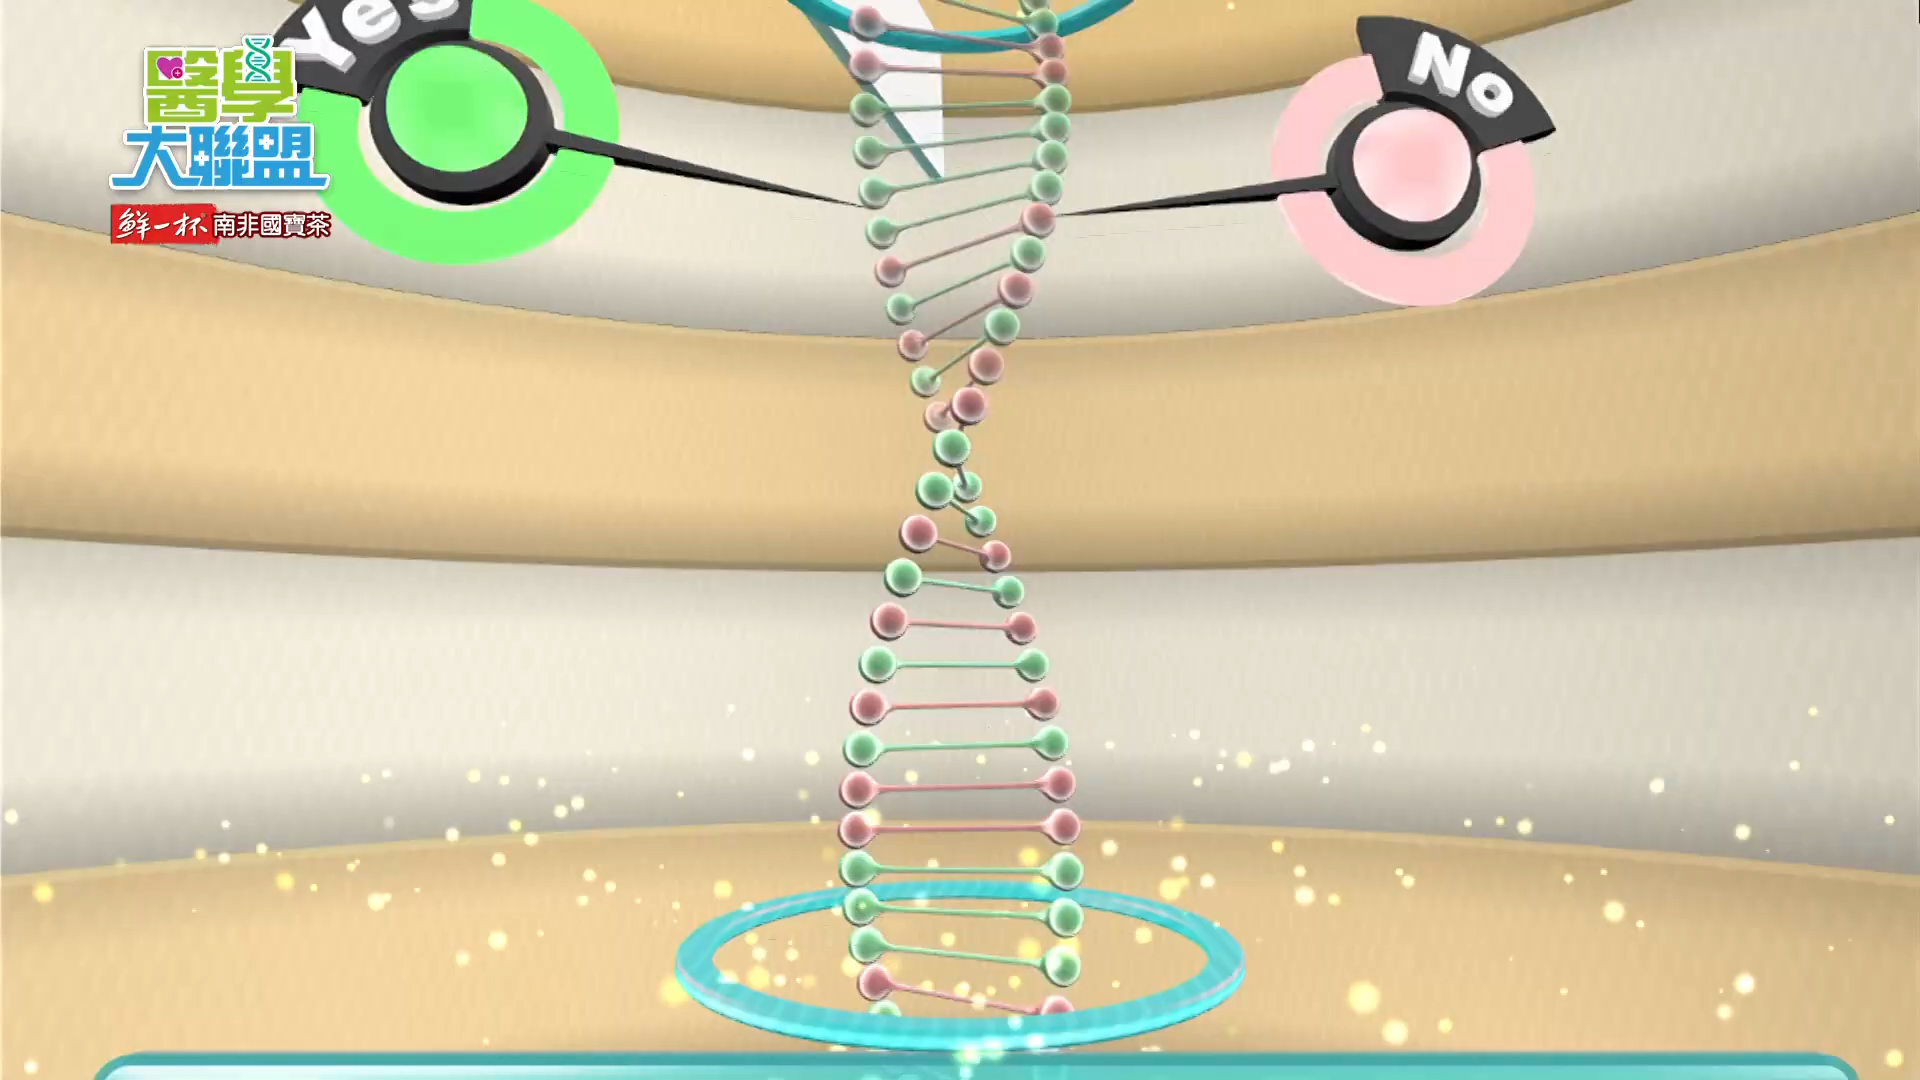 Yes
No
醫學
大聯盟
鮮一杯 南非國寶茶